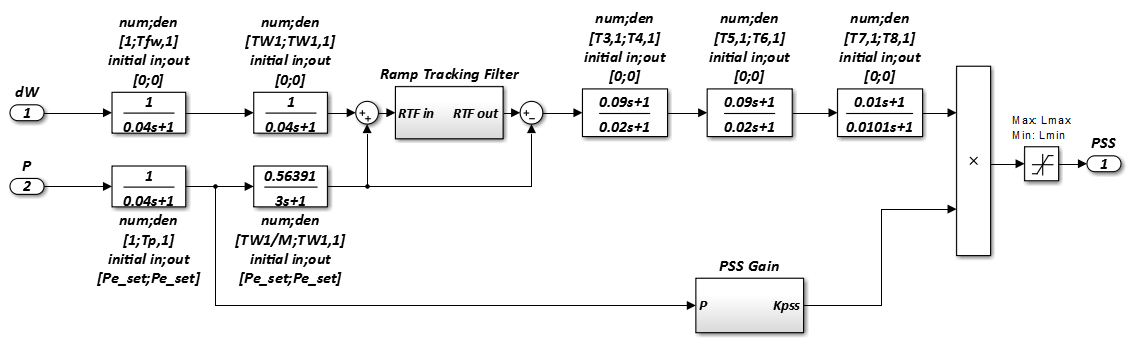 num;den
[1;Tfw,1]
initial in;out
[0;0]
num;den
[TW1;TW1,1]
initial in;out
[0;0]
num;den
[T3,1;T4,1]
initial in;out
[0;0]
num;den
[T5,1;T6,1]
initial in;out
[0;0]
num;den
[T7,1;T8,1]
initial in;out
[0;0]
Ramp Tracking Filter
dW
1
1
0.04s+1
1
0.04s+1
+
+
RTF in
RTF out
+
−
0.09s+1
0.02s+1
0.09s+1
0.02s+1
0.01s+1
0.0101s+1
×
Max: Lmax
Min: Lmin
PSS
1
P
2
1
0.04s+1
0.56391
3s+1
num;den
[1;Tp,1]
initial in;out
[Pe_set;Pe_set]
num;den
[TW1/M;TW1,1]
initial in;out
[Pe_set;Pe_set]
PSS Gain
P
Kpss